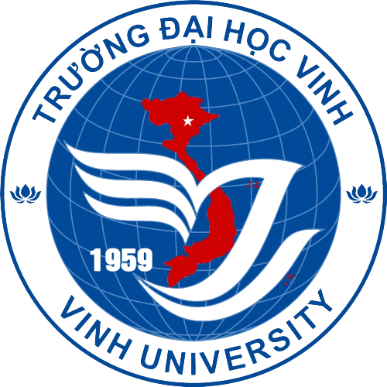 TRƯỜNG ĐẠI HỌC VINH
1959
VINH UNIVERSITY